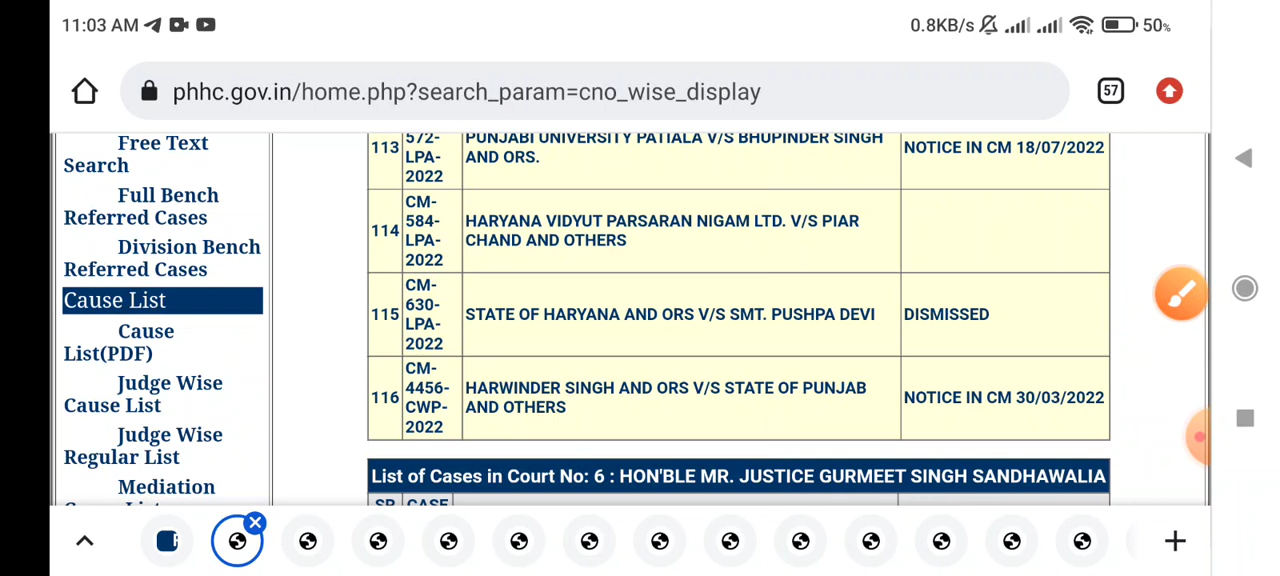 11:03 AM
0.8KB/s
50%
phhc.gov.in/home.php?search_param=cno_wise_display
57
Free Text
Search
Full Bench
Referred Cases
Division Bench
Referred Cases
Cause List
Cause
List(PDF)
Judge Wise
Cause List
Judge Wise
Regular List
Mediation
113
572-
LPA-
2022
PUNJABI UNIVERSITY PATIALA V/S BHUPINDER SINGH
AND ORS.
NOTICE IN CM 18/07/2022
114
CM-
584-
LPA-
2022
HARYANA VIDYUT PARSARAN NIGAM LTD. V/S PIAR
CHAND AND OTHERS
115
CM-
630-
LPA-
2022
STATE OF HARYANA AND ORS V/S SMT. PUSHPA DEVI
DISMISSED
116
CM-
4456-
CWP-
2022
HARWINDER SINGH AND ORS V/S STATE OF PUNJAB
AND OTHERS
NOTICE IN CM 30/03/2022
List of Cases in Court No: 6 : HON'BLE MR. JUSTICE GURMEET SINGH SANDHAWALIA
SR CASE